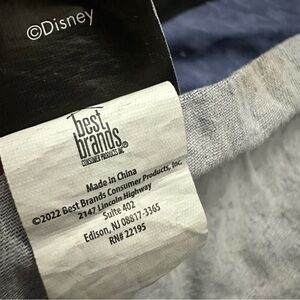 ©Disney
best
brands
CONSUMER PRODUCTS INC®
Made in China
©2022 Best Brands Consumer Products, Inc.
2147 Lincoln Highway
Suite 402
Edison, NJ 08817-3365
RN# 22195